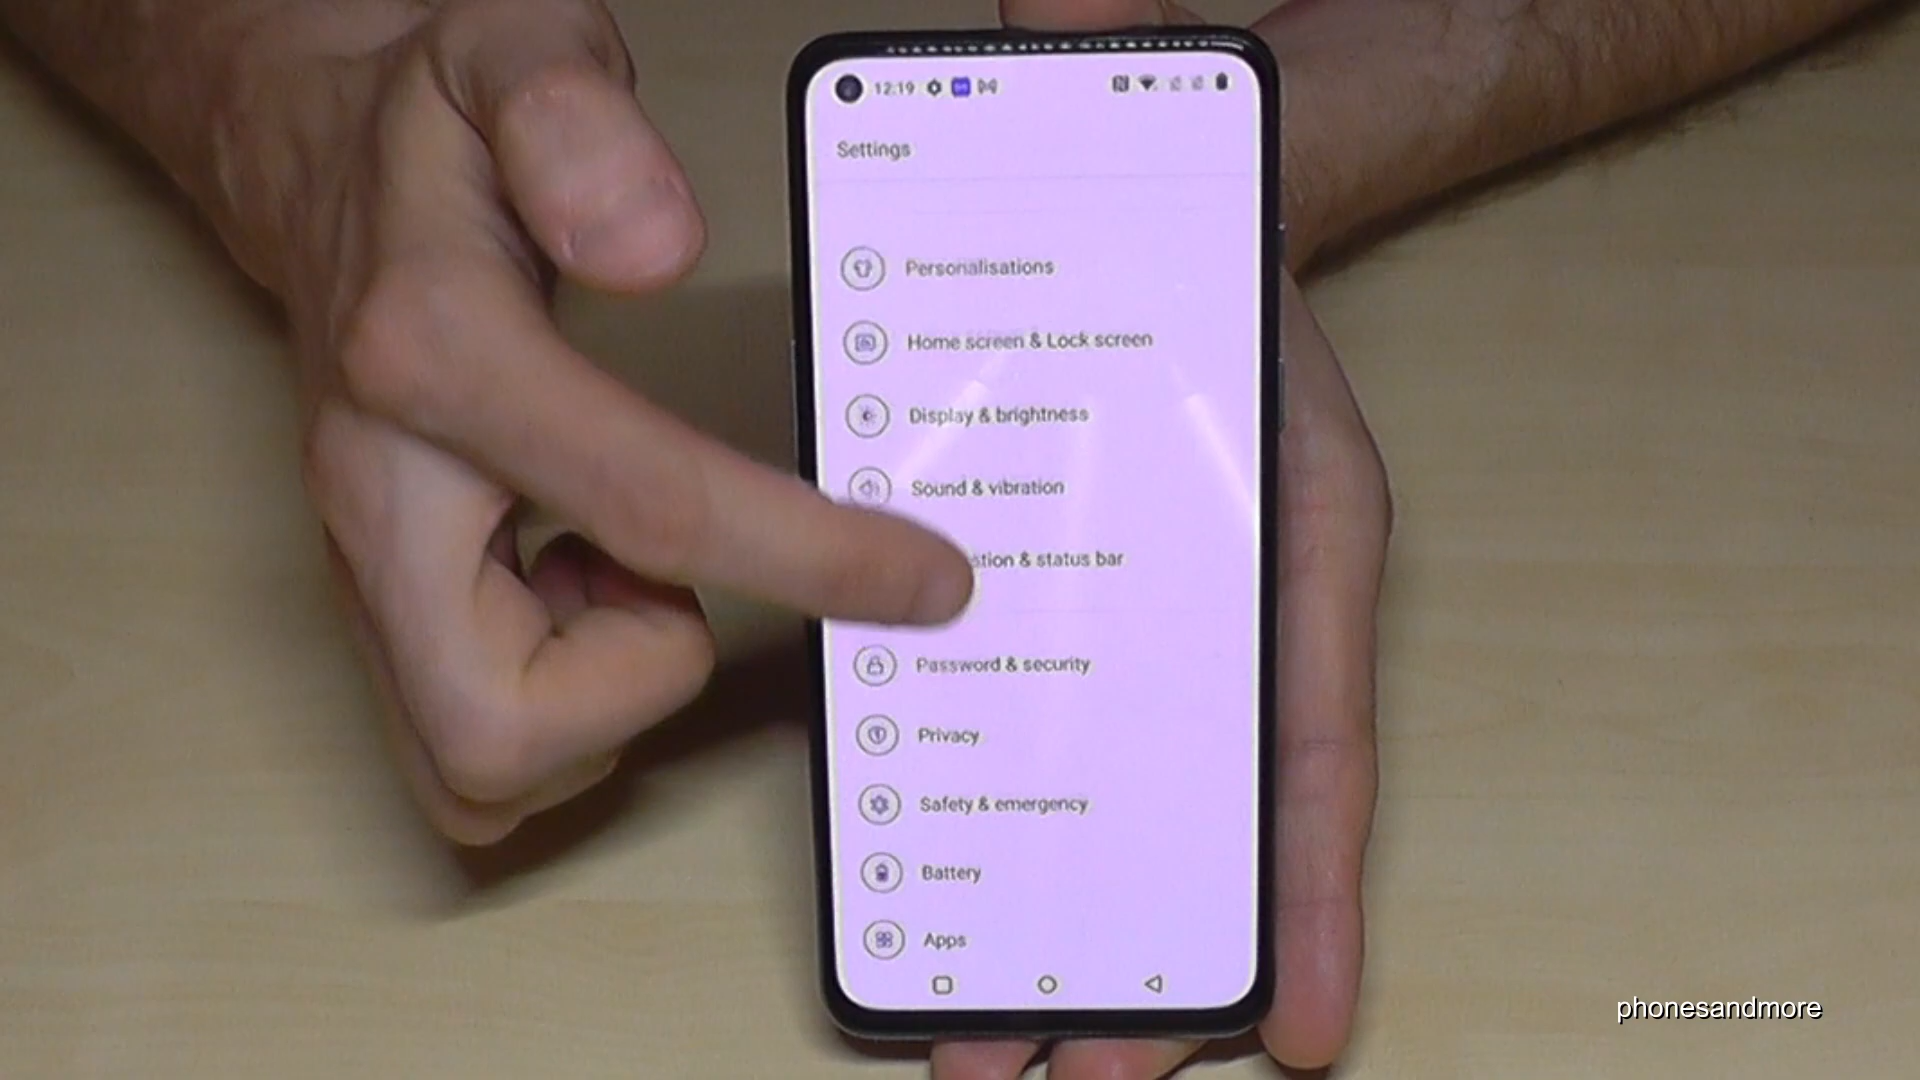 12:19
Settings
Personalisations
Home screen & Lock screen
Display & brightness
Sound & vibration
& status bar
Password & security
Privacy
Safety & emergency
Battery
Apps
phonesandmore